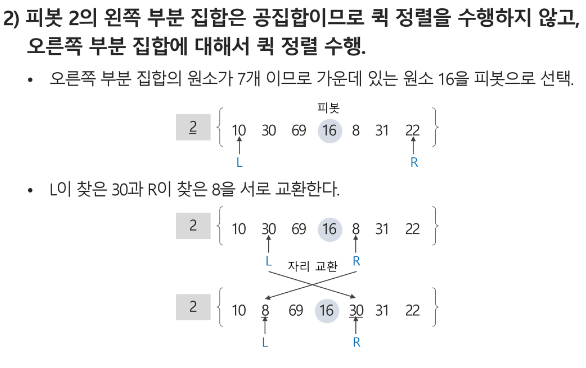 2) 피봇 2의 왼쪽 부분 집합은 공집합이므로 퀵 정렬을 수행하지 않고,
오른쪽 부분 집합에 대해서 퀵 정렬 수행.
• 오른쪽 부분 집합의 원소가 7개 이므로 가운데 있는 원소 16을 피봇으로 선택.
피봇
2 { 10 30 69 16 8 31 22 }
L R
• L이 찾은 30과 R이 찾은 8을 서로 교환한다.
2 { 10 30 69 16 8 31 22 }
L 자리 교환 R
2 { 10 8 69 16 30 31 22 }
L R